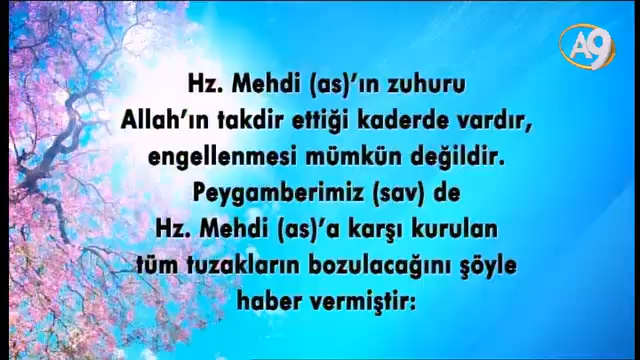 A9
Hz. Mehdi (as)'ın zuhuru
Allah'ın takdir ettiği kaderde vardır,
engellenmesi mümkün değildir.
Peygamberimiz (sav) de
Hz. Mehdi (as)'a karşı kurulan
tüm tuzakların bozulacağını şöyle
haber vermiştir: